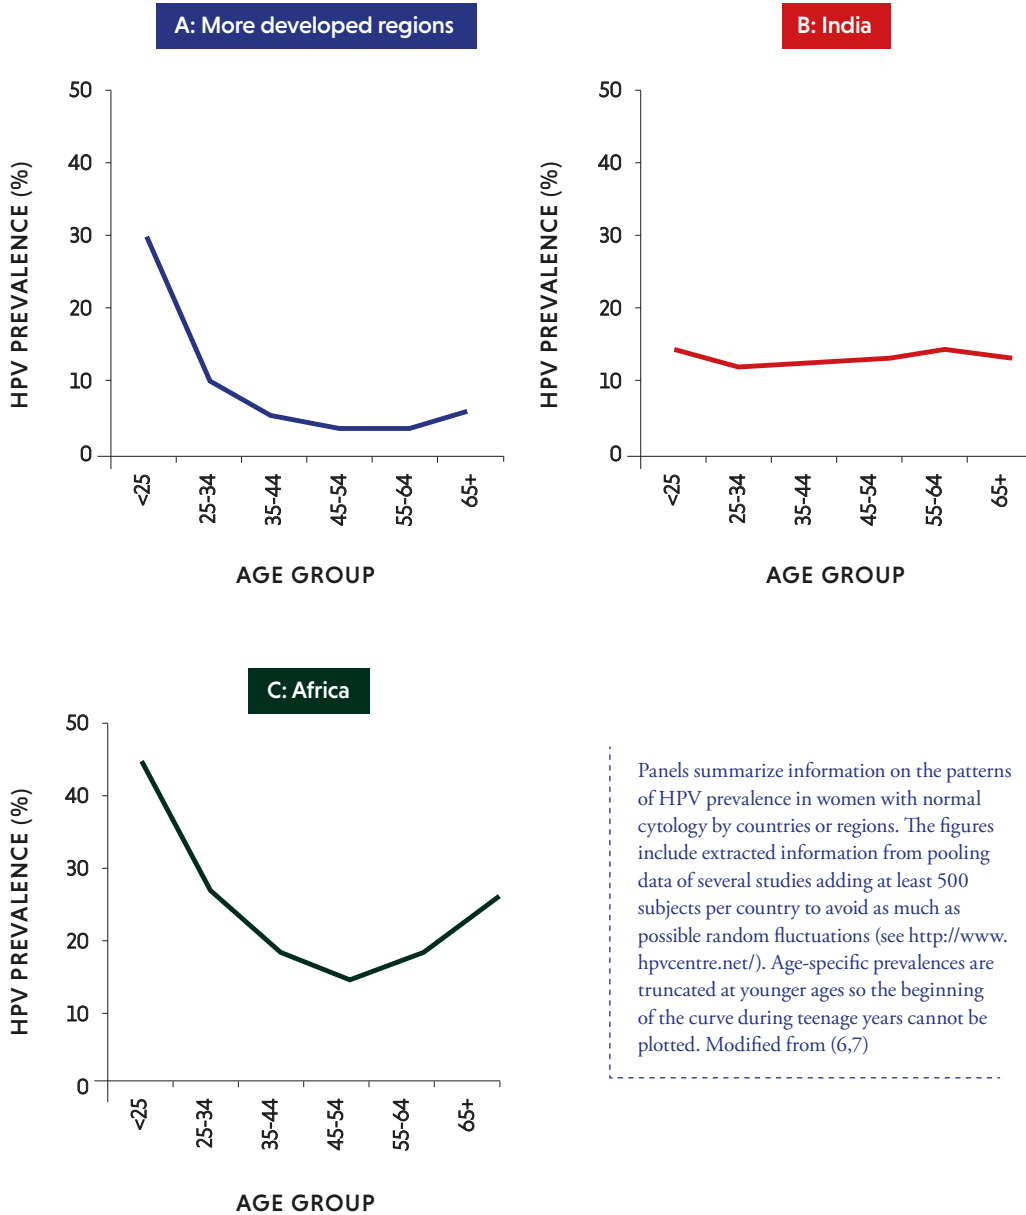 A: More developed regions
HPV PREVALENCE (%)
50
40
30
20
10
0
<25
25-34
35-44
45-54
55-64
65+
AGE GROUP
B: India
HPV PREVALENCE (%)
50
40
30
20
10
0
<25
25-34
35-44
45-54
55-64
65+
AGE GROUP
C: Africa
HPV PREVALENCE (%)
50
40
30
20
10
0
<25
25-34
35-44
45-54
55-64
65+
AGE GROUP
Panels summarize information on the patterns
of HPV prevalence in women with normal
cytology by countries or regions. The figures
include extracted information from pooling
data of several studies adding at least 500
subjects per country to avoid as much as
possible random fluctuations (see http://www.
hpvcentre.net/). Age-specific prevalences are
truncated at younger ages so the beginning
of the curve during teenage years cannot be
plotted. Modified from (6,7)